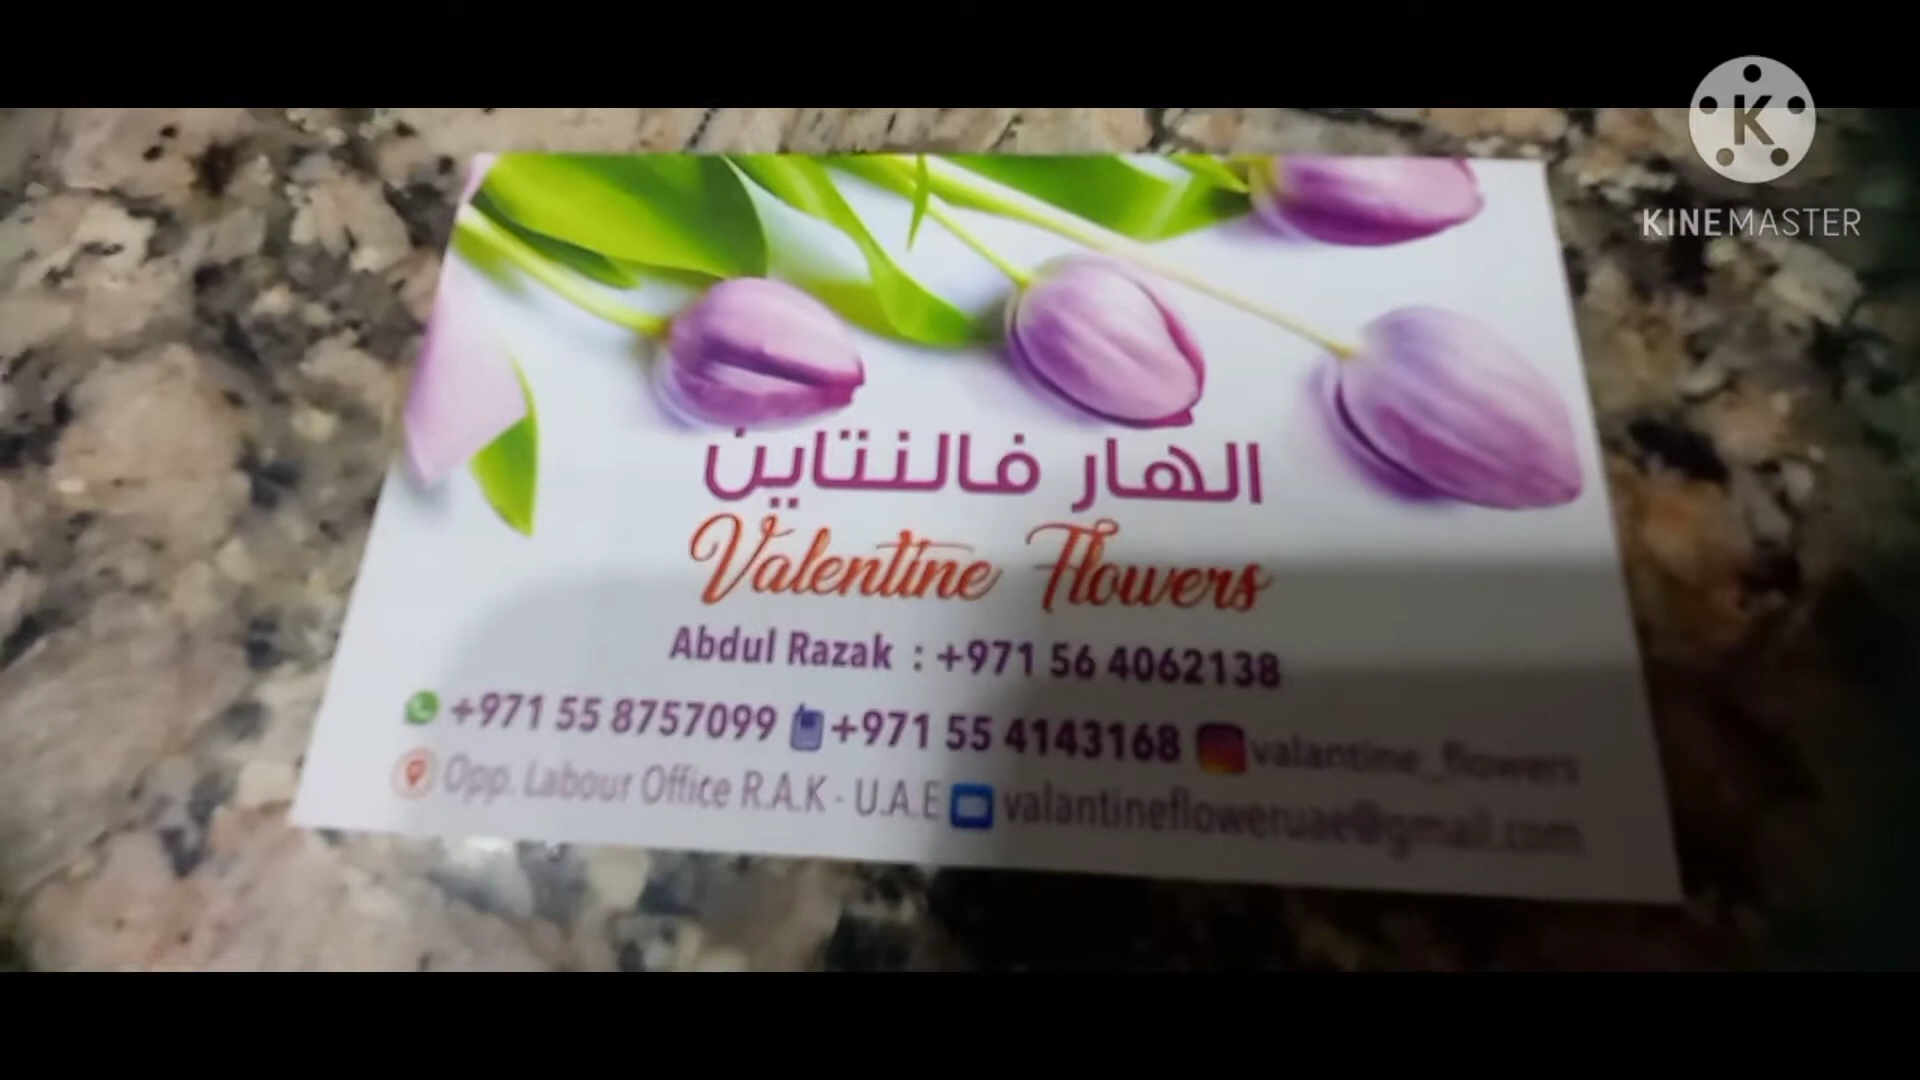 K
KINEMASTER
الهار فالنتاين
Valentine Flowers
Abdul Razak : +971 56 4062138
+971 55 8757099 +971 55 4143168 valantine_flowers
Opp. Labour Office R.A.K - U.A.E valantinefloweruae@gmail.com